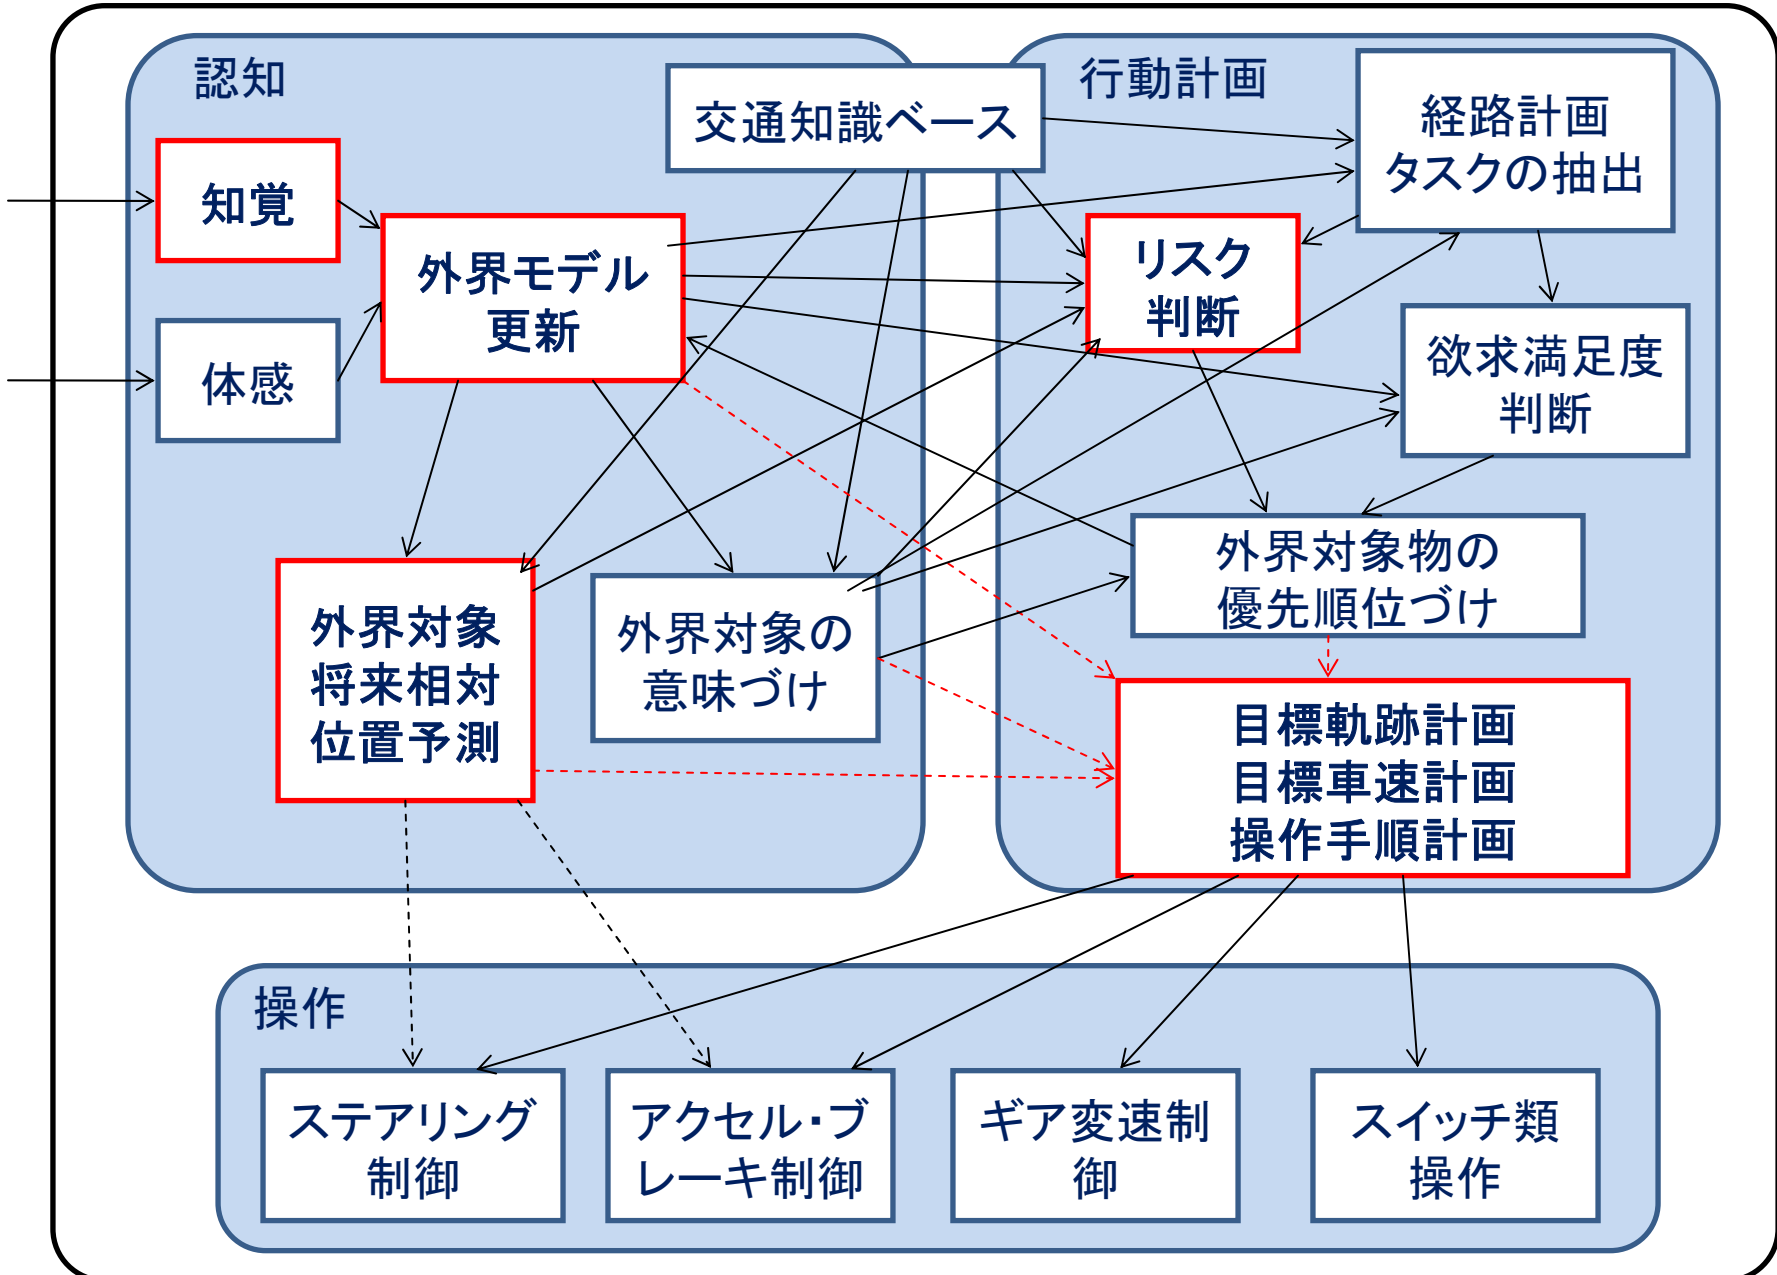 認知
交通知識ベース
行動計画
経路計画
タスクの抽出
知覚
外界モデル
更新
リスク
判断
体感
欲求満足度
判断
外界対象物の
優先順位づけ
外界対象
将来相対
位置予測
外界対象の
意味づけ
目標軌跡計画
目標車速計画
操作手順計画
操作
ステアリング
制御
アクセル・ブ
レーキ制御
ギア変速制
御
スイッチ類
操作